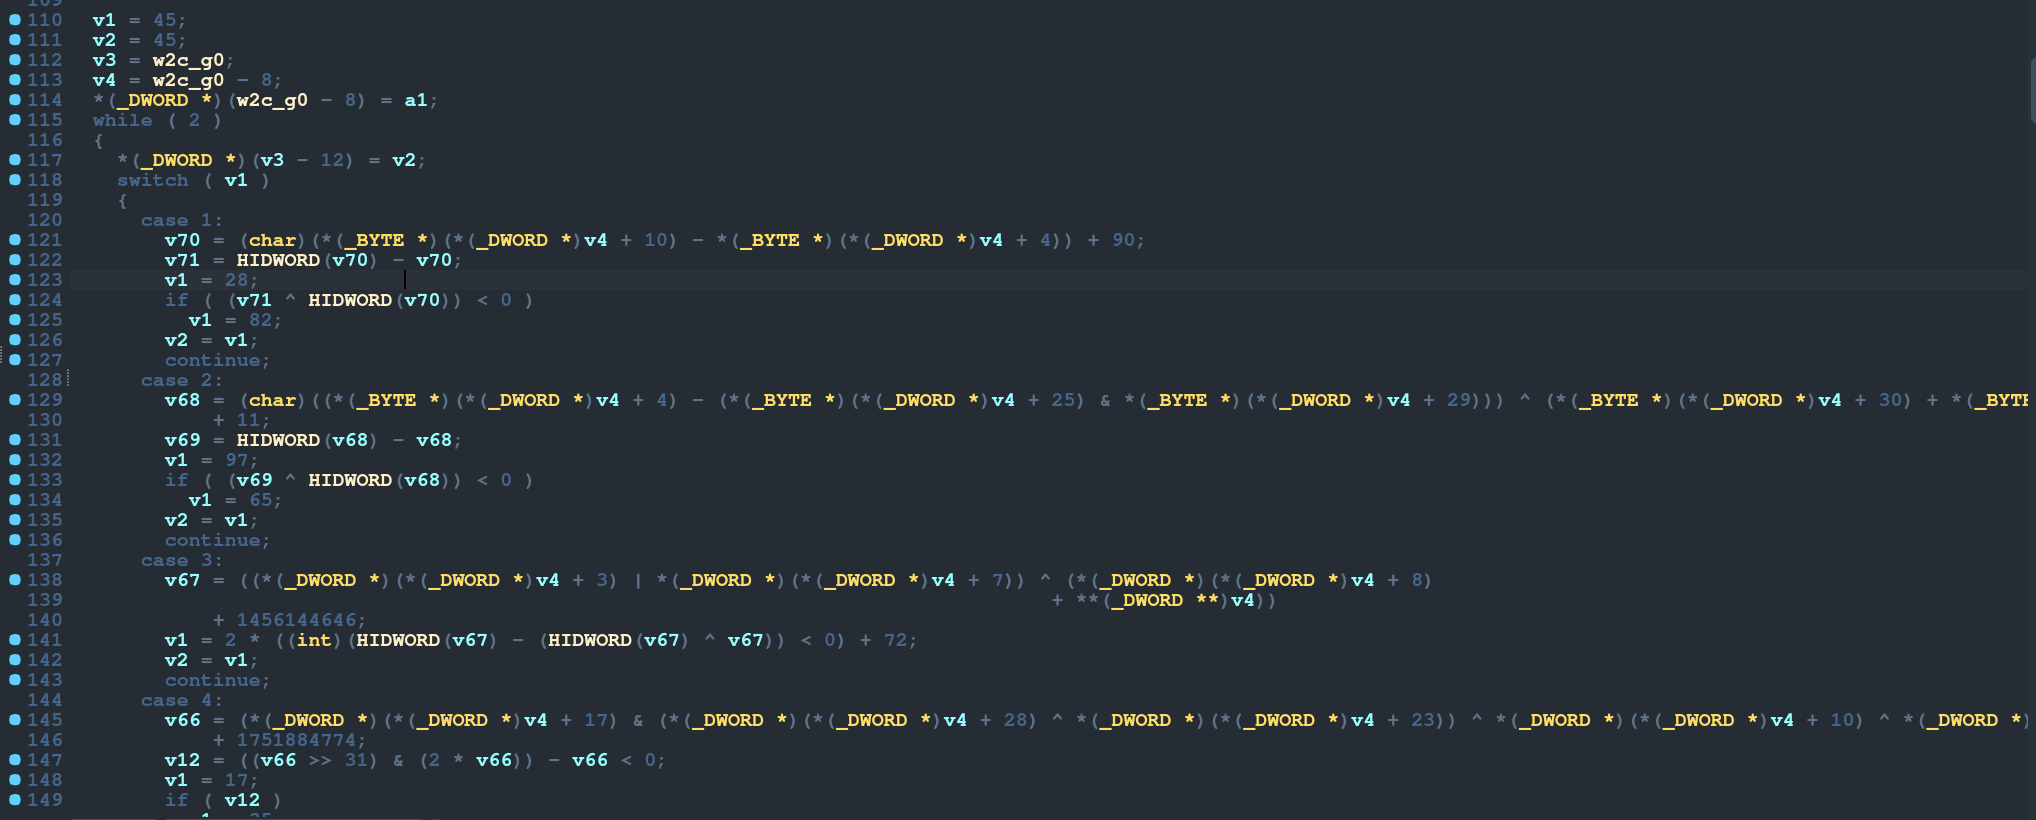 110 v1 = 45;
111 v2 = 45;
112 v3 = w2c_g0;
113 v4 = w2c_g0 - 8;
114 *(_DWORD *)(w2c_g0 - 8) = a1;
115 while ( 2 )
116 {
117 *(_DWORD *)(v3 - 12) = v2;
118 switch ( v1 )
119 {
120 case 1:
121 v70 = (char)(*(_BYTE *)(*(_DWORD *)v4 + 10) - *(_BYTE *)(*(_DWORD *)v4 + 4)) + 90;
122 v71 = HIDWORD(v70) - v70;
123 v1 = 28;
124 if ( (v71 ^ HIDWORD(v70)) < 0 )
125 v1 = 82;
126 v2 = v1;
127 continue;
128 case 2:
129 v68 = (char)((*(_BYTE *)(*(_DWORD *)v4 + 4) - (*(_BYTE *)(*(_DWORD *)v4 + 25) & *(_BYTE *)(*(_DWORD *)v4 + 29))) ^ (*(_BYTE *)(*(_DWORD *)v4 + 30) + *(_BYTE
130 + 11;
131 v69 = HIDWORD(v68) - v68;
132 v1 = 97;
133 if ( (v69 ^ HIDWORD(v68)) < 0 )
134 v1 = 65;
135 v2 = v1;
136 continue;
137 case 3:
138 v67 = ((*(_DWORD *)(*(_DWORD *)v4 + 3) | *(_DWORD *)(*(_DWORD *)v4 + 7)) ^ (*(_DWORD *)(*(_DWORD *)v4 + 8)
139 + **(_DWORD **)v4))
140 + 1456144646;
141 v1 = 2 * ((int)(HIDWORD(v67) - (HIDWORD(v67) ^ v67)) < 0) + 72;
142 v2 = v1;
143 continue;
144 case 4:
145 v66 = (*(_DWORD *)(*(_DWORD *)v4 + 17) & (*(_DWORD *)(*(_DWORD *)v4 + 28) ^ *(_DWORD *)(*(_DWORD *)v4 + 23)) ^ *(_DWORD *)(*(_DWORD *)v4 + 10) ^ *(_DWORD *)
146 + 1751884774;
147 v12 = ((v66 >> 31) & (2 * v66)) - v66 < 0;
148 v1 = 17;
149 if ( v12 )